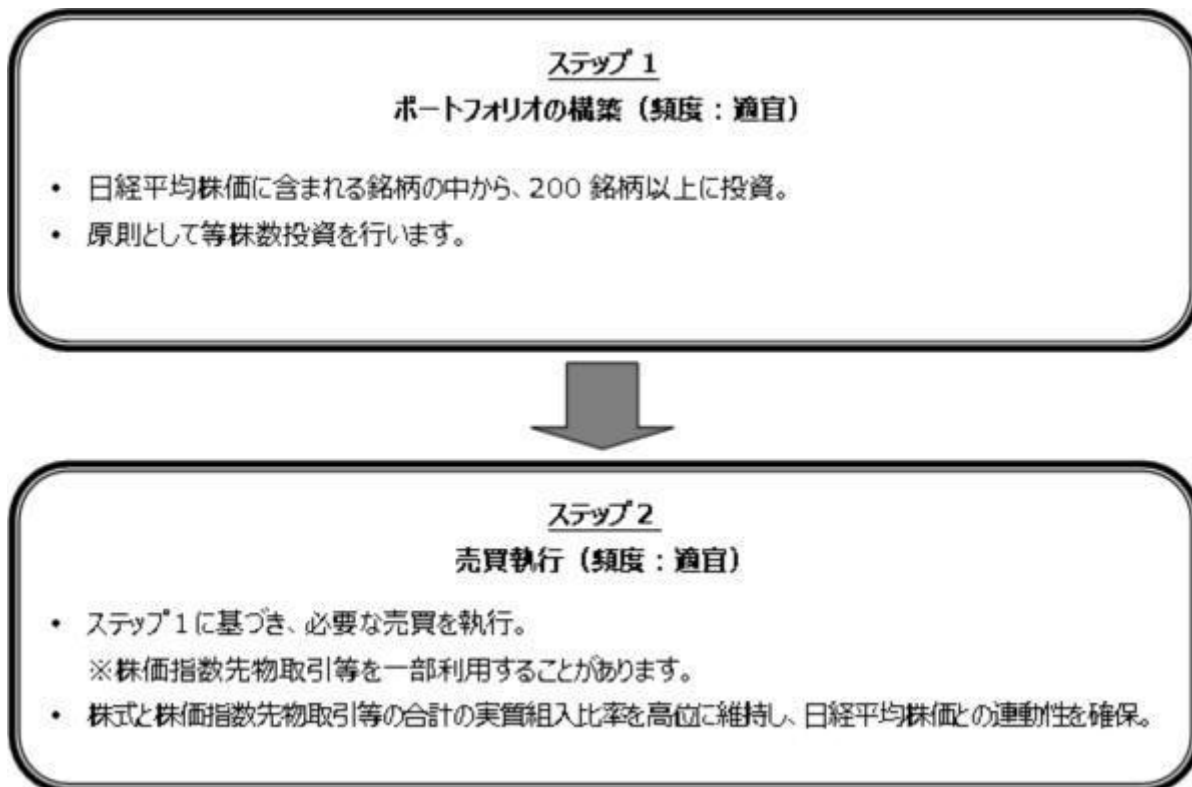 ステップ 1
ポートフォリオの構築（頻度：適宜）
• 日経平均株価に含まれる銘柄の中から、200 銘柄以上に投資。
• 原則として等株数投資を行います。
ステップ 2
売買執行（頻度：適宜）
• ステップ 1 に基づき、必要な売買を執行。
※株価指数先物取引等を一部利用することがあります。
• 株式と株価指数先物取引等の合計の実質組入比率を高位に維持し、日経平均株価との連動性を確保。